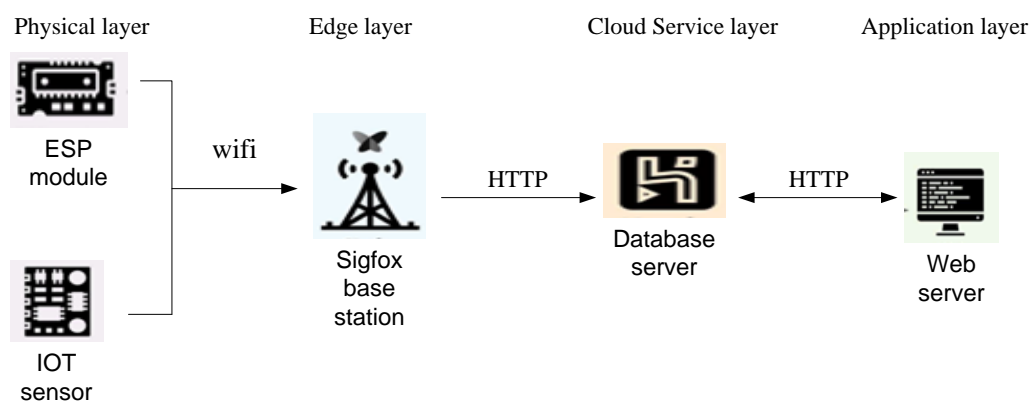 Physical layer
Edge layer
Cloud Service layer
Application layer
ESP
module
wifi
HTTP
HTTP
Sigfox
base
station
Database
server
Web
server
IOT
sensor